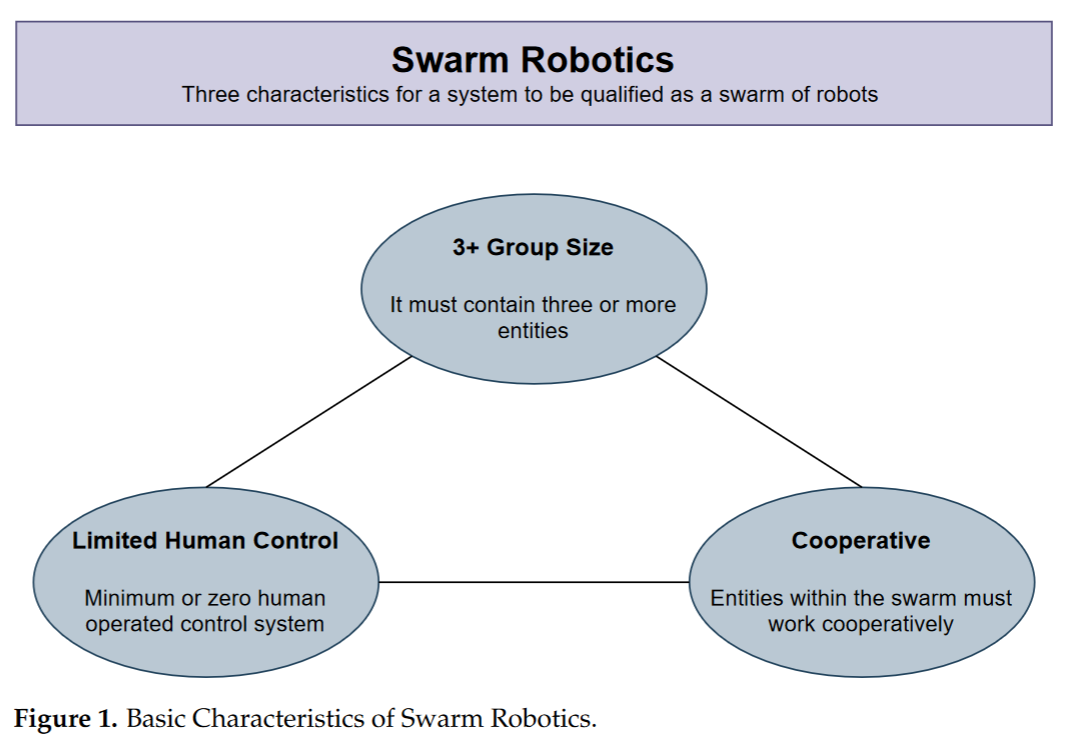 Swarm Robotics
Three characteristics for a system to be qualified as a swarm of robots
3+ Group Size
It must contain three or more
entities
Limited Human Control
Minimum or zero human
operated control system
Cooperative
Entities within the swarm must
work cooperatively
Figure 1. Basic Characteristics of Swarm Robotics.